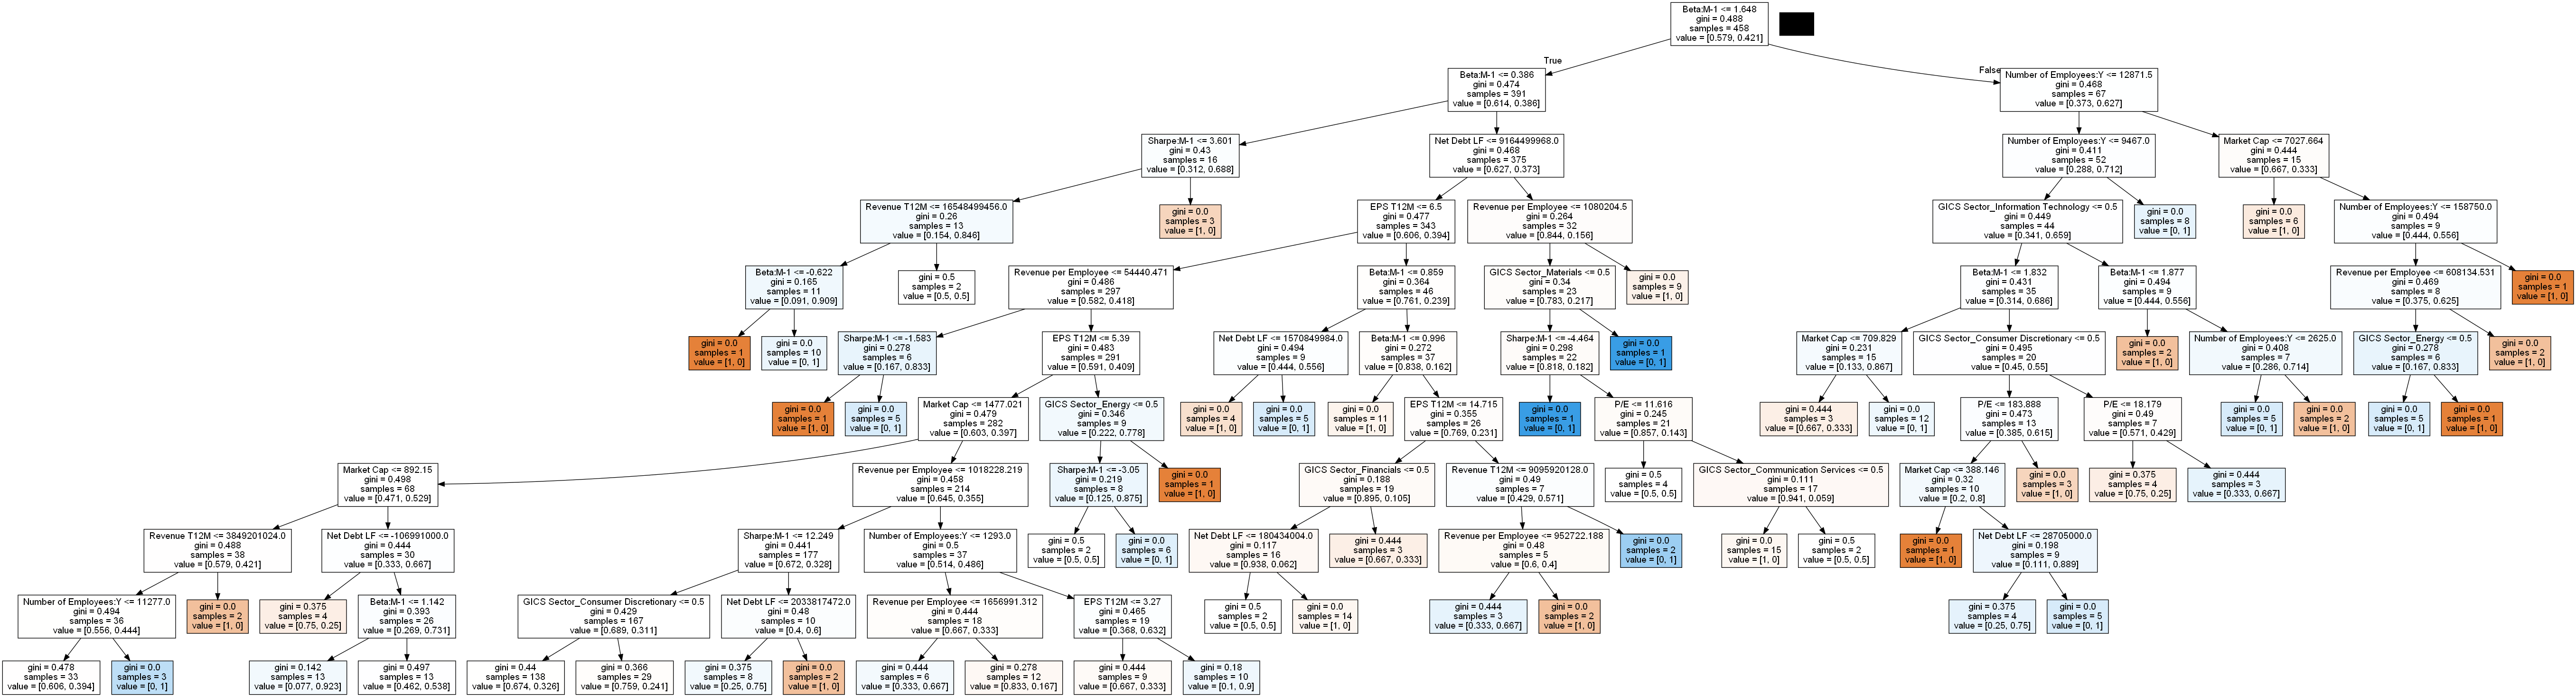 Beta:M-1 <= 1.648
gini = 0.488
samples = 458
value = [0.579, 0.421]
True
False
Beta:M-1 <= 0.386
gini = 0.474
samples = 391
value = [0.614, 0.386]
Number of Employees:Y <= 12871.5
gini = 0.468
samples = 67
value = [0.373, 0.627]
Sharpe:M-1 <= 3.601
gini = 0.43
samples = 16
value = [0.312, 0.688]
Net Debt LF <= 9164499968.0
gini = 0.468
samples = 375
value = [0.627, 0.373]
Number of Employees:Y <= 9467.0
gini = 0.411
samples = 52
value = [0.288, 0.712]
Market Cap <= 7027.664
gini = 0.444
samples = 15
value = [0.667, 0.333]
Revenue T12M <= 16548499456.0
gini = 0.26
samples = 13
value = [0.154, 0.846]
gini = 0.0
samples = 3
value = [1, 0]
EPS T12M <= 6.5
gini = 0.477
samples = 343
value = [0.606, 0.394]
Revenue per Employee <= 1080204.5
gini = 0.264
samples = 32
value = [0.844, 0.156]
GICS Sector_Information Technology <= 0.5
gini = 0.449
samples = 44
value = [0.341, 0.659]
gini = 0.0
samples = 8
value = [0, 1]
gini = 0.0
samples = 6
value = [1, 0]
Number of Employees:Y <= 158750.0
gini = 0.494
samples = 9
value = [0.444, 0.556]
Beta:M-1 <= -0.622
gini = 0.165
samples = 11
value = [0.091, 0.909]
gini = 0.5
samples = 2
value = [0.5, 0.5]
Revenue per Employee <= 54440.471
gini = 0.486
samples = 297
value = [0.582, 0.418]
Beta:M-1 <= 0.859
gini = 0.364
samples = 46
value = [0.761, 0.239]
GICS Sector_Materials <= 0.5
gini = 0.34
samples = 23
value = [0.783, 0.217]
gini = 0.0
samples = 9
value = [1, 0]
Beta:M-1 <= 1.832
gini = 0.431
samples = 35
value = [0.314, 0.686]
Beta:M-1 <= 1.877
gini = 0.494
samples = 9
value = [0.444, 0.556]
Revenue per Employee <= 608134.531
gini = 0.469
samples = 8
value = [0.375, 0.625]
gini = 0.0
samples = 1
value = [1, 0]
gini = 0.0
samples = 1
value = [1, 0]
gini = 0.0
samples = 10
value = [0, 1]
Sharpe:M-1 <= -1.583
gini = 0.278
samples = 6
value = [0.167, 0.833]
EPS T12M <= 5.39
gini = 0.483
samples = 291
value = [0.591, 0.409]
Net Debt LF <= 1570849984.0
gini = 0.494
samples = 9
value = [0.444, 0.556]
Beta:M-1 <= 0.996
gini = 0.272
samples = 37
value = [0.838, 0.162]
Sharpe:M-1 <= -4.464
gini = 0.298
samples = 22
value = [0.818, 0.182]
gini = 0.0
samples = 1
value = [0, 1]
Market Cap <= 709.829
gini = 0.231
samples = 15
value = [0.133, 0.867]
GICS Sector_Consumer Discretionary <= 0.5
gini = 0.495
samples = 20
value = [0.45, 0.55]
gini = 0.0
samples = 2
value = [1, 0]
Number of Employees:Y <= 2625.0
gini = 0.408
samples = 7
value = [0.286, 0.714]
GICS Sector_Energy <= 0.5
gini = 0.278
samples = 6
value = [0.167, 0.833]
gini = 0.0
samples = 2
value = [1, 0]
gini = 0.0
samples = 1
value = [1, 0]
gini = 0.0
samples = 5
value = [0, 1]
Market Cap <= 1477.021
gini = 0.479
samples = 282
value = [0.603, 0.397]
GICS Sector_Energy <= 0.5
gini = 0.346
samples = 9
value = [0.222, 0.778]
gini = 0.0
samples = 4
value = [1, 0]
gini = 0.0
samples = 5
value = [0, 1]
gini = 0.0
samples = 11
value = [1, 0]
EPS T12M <= 14.715
gini = 0.355
samples = 26
value = [0.769, 0.231]
gini = 0.0
samples = 1
value = [0, 1]
P/E <= 11.616
gini = 0.245
samples = 21
value = [0.857, 0.143]
gini = 0.444
samples = 3
value = [0.667, 0.333]
gini = 0.0
samples = 12
value = [0, 1]
P/E <= 183.888
gini = 0.473
samples = 13
value = [0.385, 0.615]
P/E <= 18.179
gini = 0.49
samples = 7
value = [0.571, 0.429]
gini = 0.0
samples = 5
value = [0, 1]
gini = 0.0
samples = 2
value = [1, 0]
gini = 0.0
samples = 5
value = [0, 1]
gini = 0.0
samples = 1
value = [1, 0]
Market Cap <= 892.15
gini = 0.498
samples = 68
value = [0.471, 0.529]
Revenue per Employee <= 1018228.219
gini = 0.458
samples = 214
value = [0.645, 0.355]
Sharpe:M-1 <= -3.05
gini = 0.219
samples = 8
value = [0.125, 0.875]
gini = 0.0
samples = 1
value = [1, 0]
GICS Sector_Financials <= 0.5
gini = 0.188
samples = 19
value = [0.895, 0.105]
Revenue T12M <= 9095920128.0
gini = 0.49
samples = 7
value = [0.429, 0.571]
gini = 0.5
samples = 4
value = [0.5, 0.5]
GICS Sector_Communication Services <= 0.5
gini = 0.111
samples = 17
value = [0.941, 0.059]
Market Cap <= 388.146
gini = 0.32
samples = 10
value = [0.2, 0.8]
gini = 0.0
samples = 3
value = [1, 0]
gini = 0.375
samples = 4
value = [0.75, 0.25]
gini = 0.444
samples = 3
value = [0.333, 0.667]
Revenue T12M <= 3849201024.0
gini = 0.488
samples = 38
value = [0.579, 0.421]
Net Debt LF <= -106991000.0
gini = 0.444
samples = 30
value = [0.333, 0.667]
Sharpe:M-1 <= 12.249
gini = 0.441
samples = 177
value = [0.672, 0.328]
Number of Employees:Y <= 1293.0
gini = 0.5
samples = 37
value = [0.514, 0.486]
gini = 0.5
samples = 2
value = [0.5, 0.5]
gini = 0.0
samples = 6
value = [0, 1]
Net Debt LF <= 180434004.0
gini = 0.117
samples = 16
value = [0.938, 0.062]
gini = 0.444
samples = 3
value = [0.667, 0.333]
Revenue per Employee <= 952722.188
gini = 0.48
samples = 5
value = [0.6, 0.4]
gini = 0.0
samples = 2
value = [0, 1]
gini = 0.0
samples = 15
value = [1, 0]
gini = 0.5
samples = 2
value = [0.5, 0.5]
gini = 0.0
samples = 1
value = [1, 0]
Net Debt LF <= 28705000.0
gini = 0.198
samples = 9
value = [0.111, 0.889]
Number of Employees:Y <= 11277.0
gini = 0.494
samples = 36
value = [0.556, 0.444]
gini = 0.0
samples = 2
value = [1, 0]
gini = 0.375
samples = 4
value = [0.75, 0.25]
Beta:M-1 <= 1.142
gini = 0.393
samples = 26
value = [0.269, 0.731]
GICS Sector_Consumer Discretionary <= 0.5
gini = 0.429
samples = 167
value = [0.689, 0.311]
Net Debt LF <= 2033817472.0
gini = 0.48
samples = 10
value = [0.4, 0.6]
Revenue per Employee <= 1656991.312
gini = 0.444
samples = 18
value = [0.667, 0.333]
EPS T12M <= 3.27
gini = 0.465
samples = 19
value = [0.368, 0.632]
gini = 0.5
samples = 2
value = [0.5, 0.5]
gini = 0.0
samples = 14
value = [1, 0]
gini = 0.444
samples = 3
value = [0.333, 0.667]
gini = 0.0
samples = 2
value = [1, 0]
gini = 0.375
samples = 4
value = [0.25, 0.75]
gini = 0.0
samples = 5
value = [0, 1]
gini = 0.478
samples = 33
value = [0.606, 0.394]
gini = 0.0
samples = 3
value = [0, 1]
gini = 0.142
samples = 13
value = [0.077, 0.923]
gini = 0.497
samples = 13
value = [0.462, 0.538]
gini = 0.44
samples = 138
value = [0.674, 0.326]
gini = 0.366
samples = 29
value = [0.759, 0.241]
gini = 0.375
samples = 8
value = [0.25, 0.75]
gini = 0.0
samples = 2
value = [1, 0]
gini = 0.444
samples = 6
value = [0.333, 0.667]
gini = 0.278
samples = 12
value = [0.833, 0.167]
gini = 0.444
samples = 9
value = [0.667, 0.333]
gini = 0.18
samples = 10
value = [0.1, 0.9]